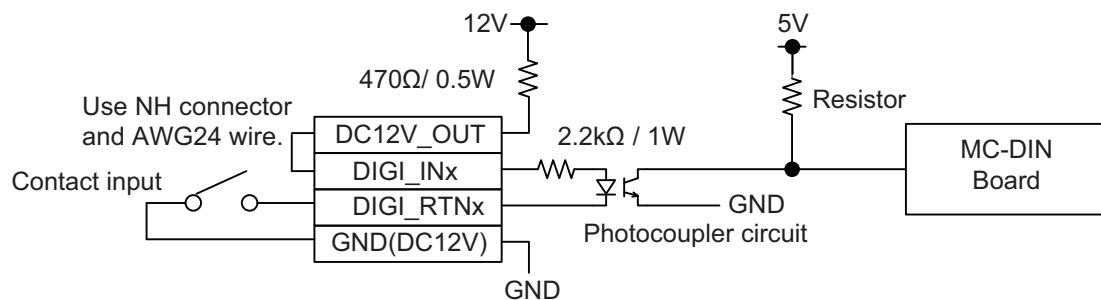 12V
5V
470Ω/ 0.5W
Use NH connector
and AWG24 wire.
Resistor
DC12V_OUT
2.2kΩ / 1W
DIGI_INx
MC-DIN
Board
Contact input
DIGI_RTNx
GND
Photocoupler circuit
GND(DC12V)
GND